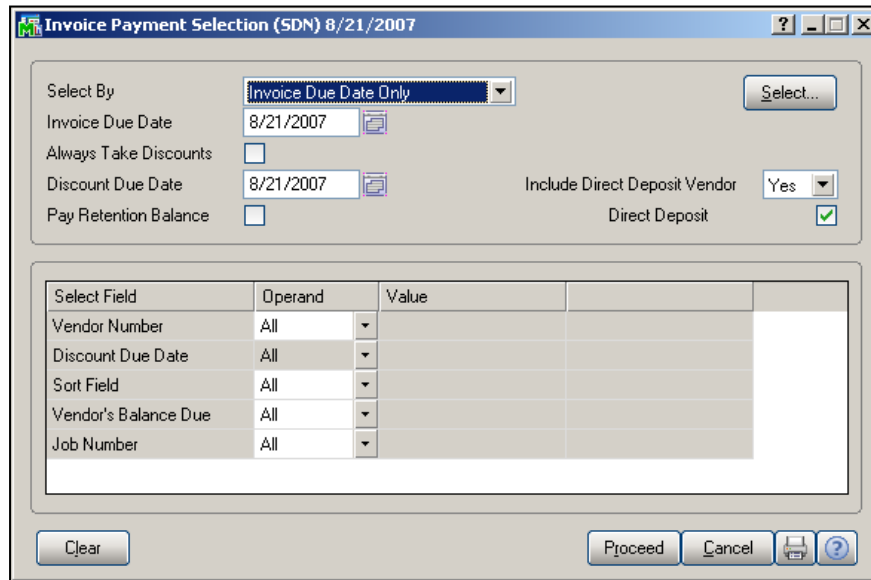 Invoice Payment Selection (SDN) 8/21/2007
Select By Invoice Due Date Only Select...
Invoice Due Date 8/21/2007
Always Take Discounts
Discount Due Date 8/21/2007 Include Direct Deposit Vendor Yes
Pay Retention Balance Direct Deposit
Select Field Operand Value
Vendor Number All
Discount Due Date All
Sort Field All
Vendor's Balance Due All
Job Number All
Clear Proceed Cancel